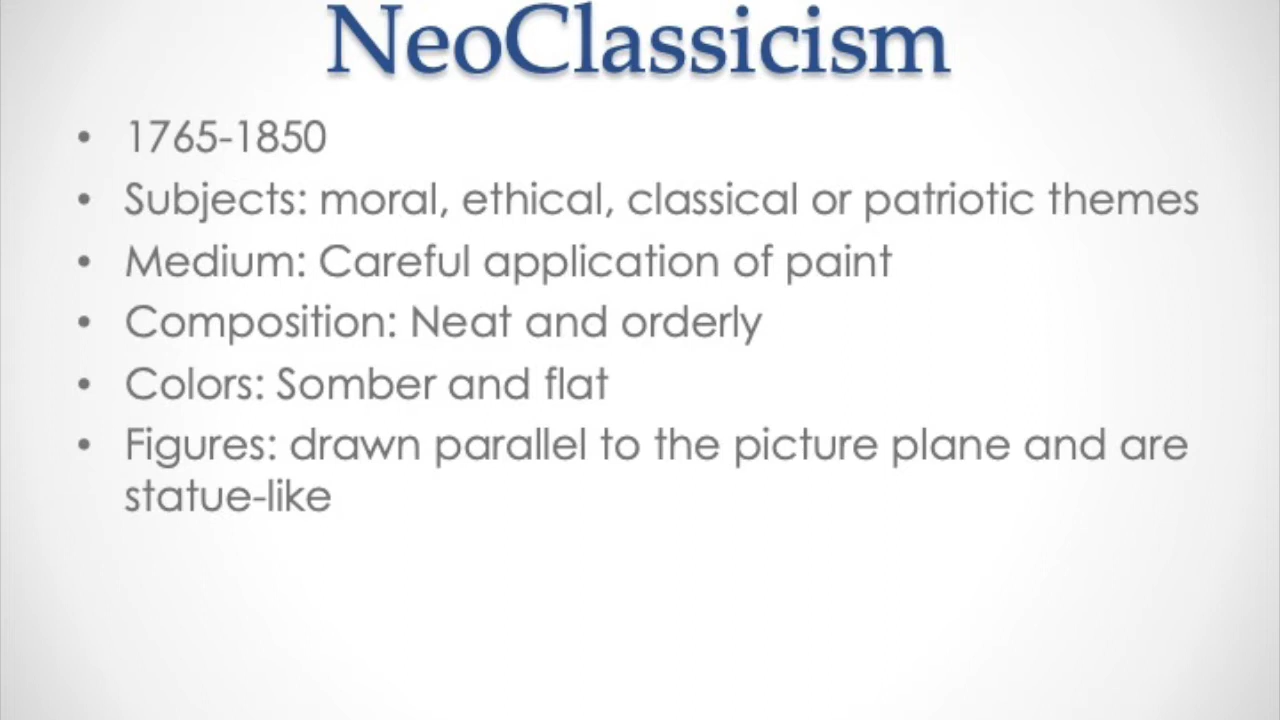 NeoClassicism
• 1765-1850
• Subjects: moral, ethical, classical or patriotic themes
• Medium: Careful application of paint
• Composition: Neat and orderly
• Colors: Somber and flat
• Figures: drawn parallel to the picture plane and are
statue-like